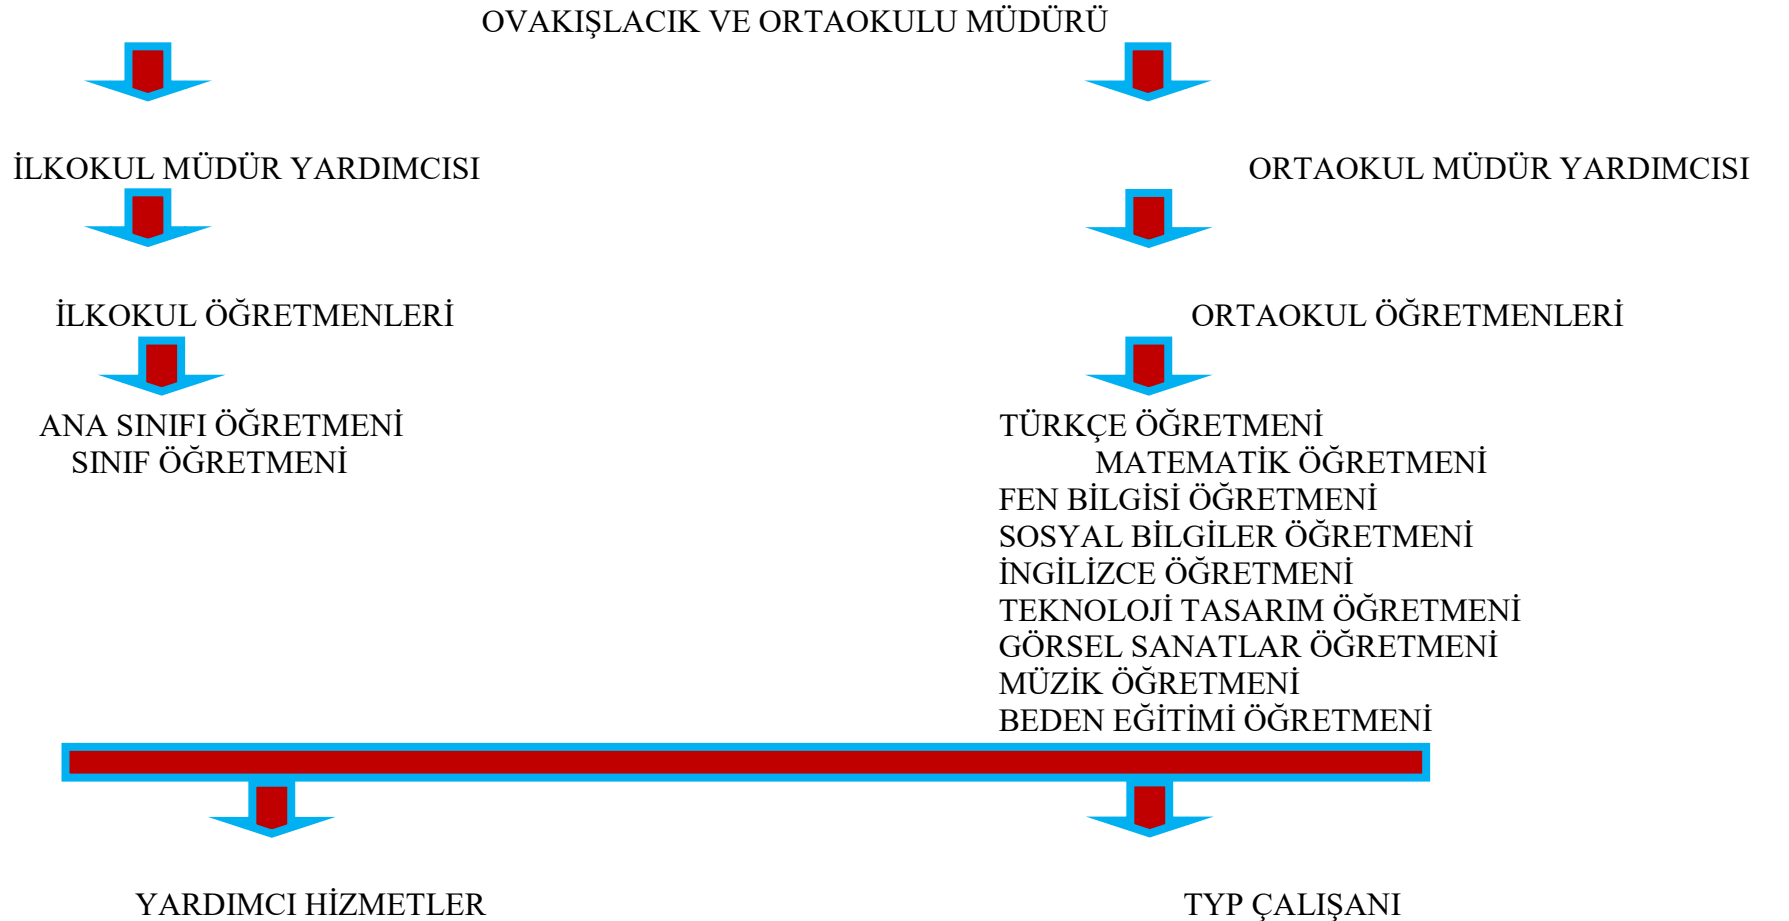 OVAKIŞLACIK VE ORTAOKULU MÜDÜRÜ
İLKOKUL MÜDÜR YARDIMCISI
ORTAOKUL MÜDÜR YARDIMCISI
İLKOKUL ÖĞRETMENLERİ
ORTAOKUL ÖĞRETMENLERİ
ANA SINIFI ÖĞRETMENİ
SINIF ÖĞRETMENİ
TÜRKÇE ÖĞRETMENİ
MATEMATİK ÖĞRETMENİ
FEN BİLGİSİ ÖĞRETMENİ
SOSYAL BİLGİLER ÖĞRETMENİ
İNGİLİZCE ÖĞRETMENİ
TEKNOLOJİ TASARIM ÖĞRETMENİ
GÖRSEL SANATLAR ÖĞRETMENİ
MÜZİK ÖĞRETMENİ
BEDEN EĞİTİMİ ÖĞRETMENİ
YARDIMCI HİZMETLER
TYP ÇALIŞANI